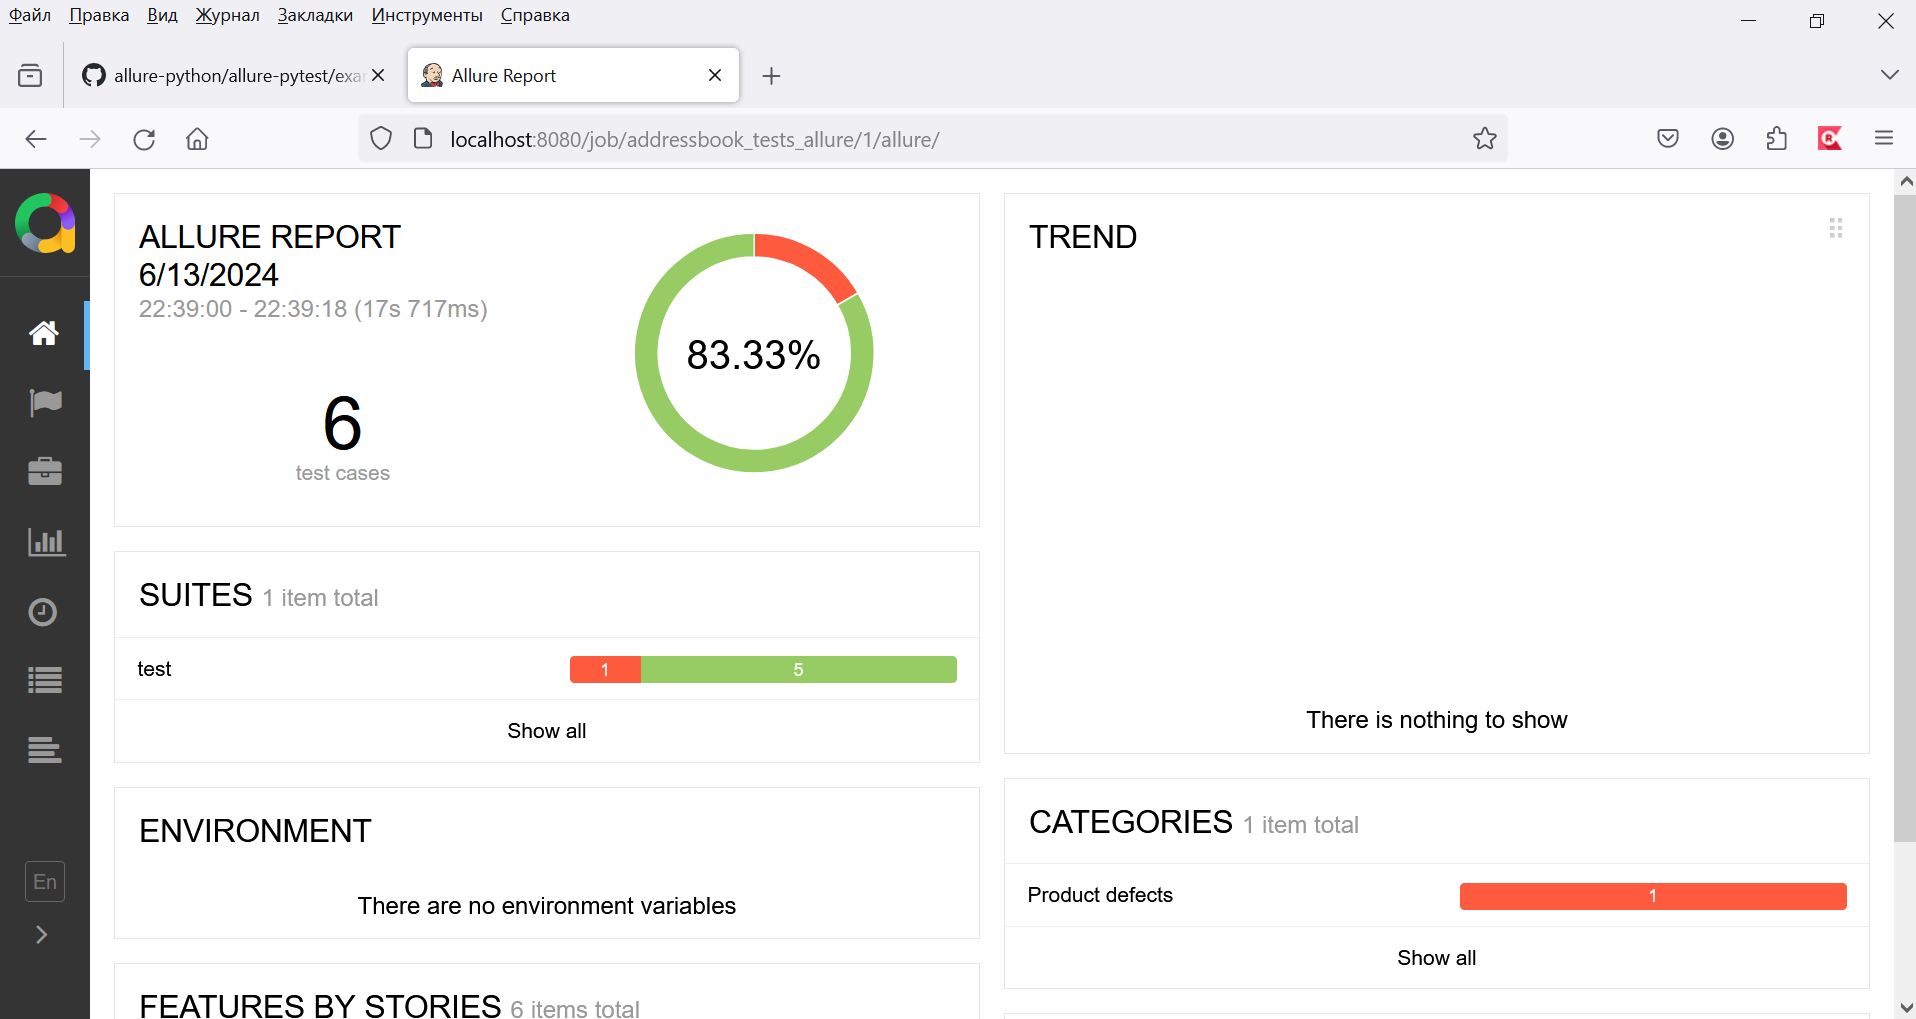 Файл Правка Вид Журнал Закладки Инструменты Справка
allure-python/allure-pytest/exa
Allure Report
localhost:8080/job/addressbook_tests_allure/1/allure/
ALLURE REPORT
6/13/2024
22:39:00 - 22:39:18 (17s 717ms)
6
test cases
83.33%
SUITES 1 item total
test
1
5
Show all
ENVIRONMENT
There are no environment variables
FEATURES BY STORIES 6 items total
TREND
There is nothing to show
CATEGORIES 1 item total
Product defects
1
Show all
En